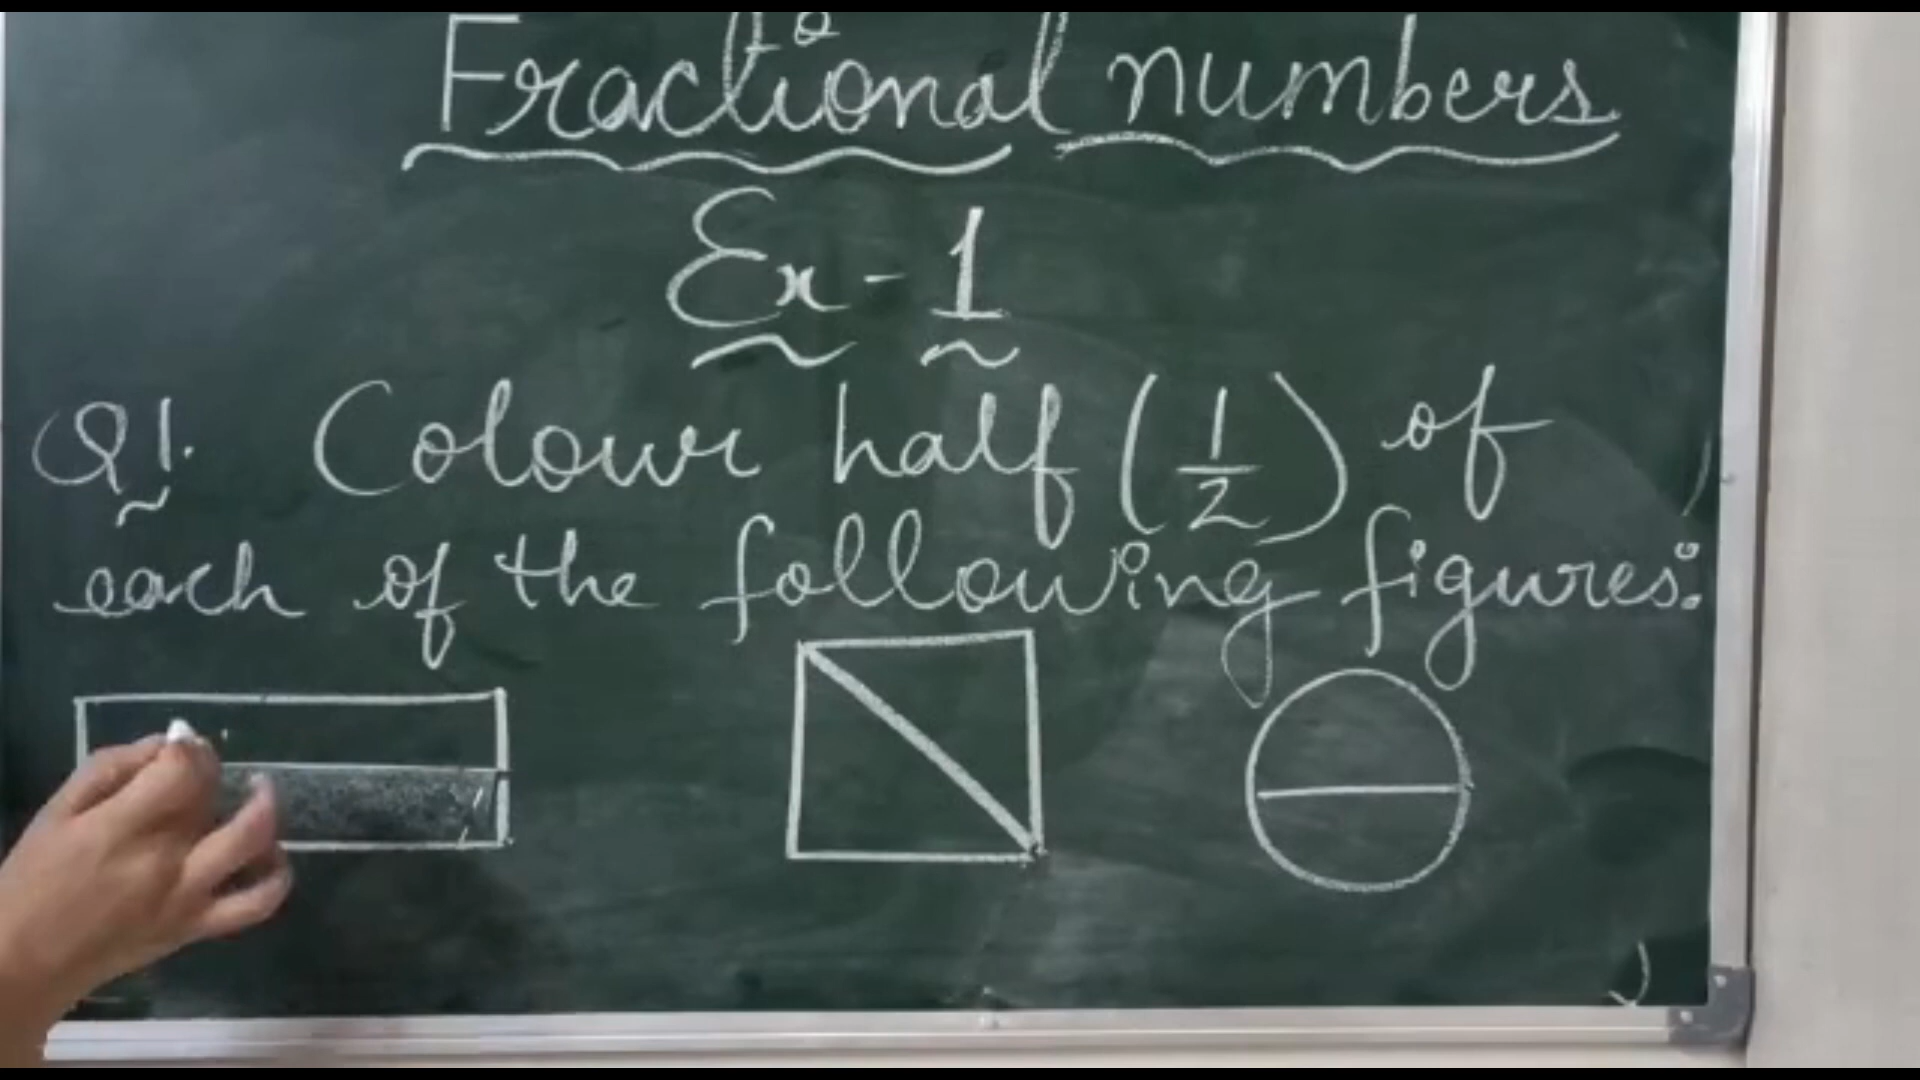 Fractional numbers
Ex - 1
Q1. Colour half (1/2) of
each of the following figures: